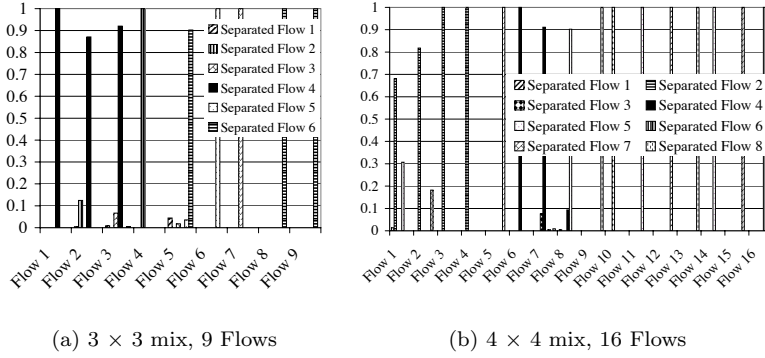 1
0.9
0.8
0.7
0.6
0.5
0.4
0.3
0.2
0.1
0
Separated Flow 1
Separated Flow 2
Separated Flow 3
Separated Flow 4
Separated Flow 5
Separated Flow 6
Flow 1 Flow 2 Flow 3 Flow 4 Flow 5 Flow 6 Flow 7 Flow 8 Flow 9
(a) 3 × 3 mix, 9 Flows
1
0.9
0.8
0.7
0.6
0.5
0.4
0.3
0.2
0.1
0
Separated Flow 1 Separated Flow 2
Separated Flow 3 Separated Flow 4
Separated Flow 5 Separated Flow 6
Separated Flow 7 Separated Flow 8
Flow 1 Flow 2 Flow 3 Flow 4 Flow 5 Flow 6 Flow 7 Flow 8 Flow 9 Flow 10 Flow 11 Flow 12 Flow 13 Flow 14 Flow 15 Flow 16
(b) 4 × 4 mix, 16 Flows